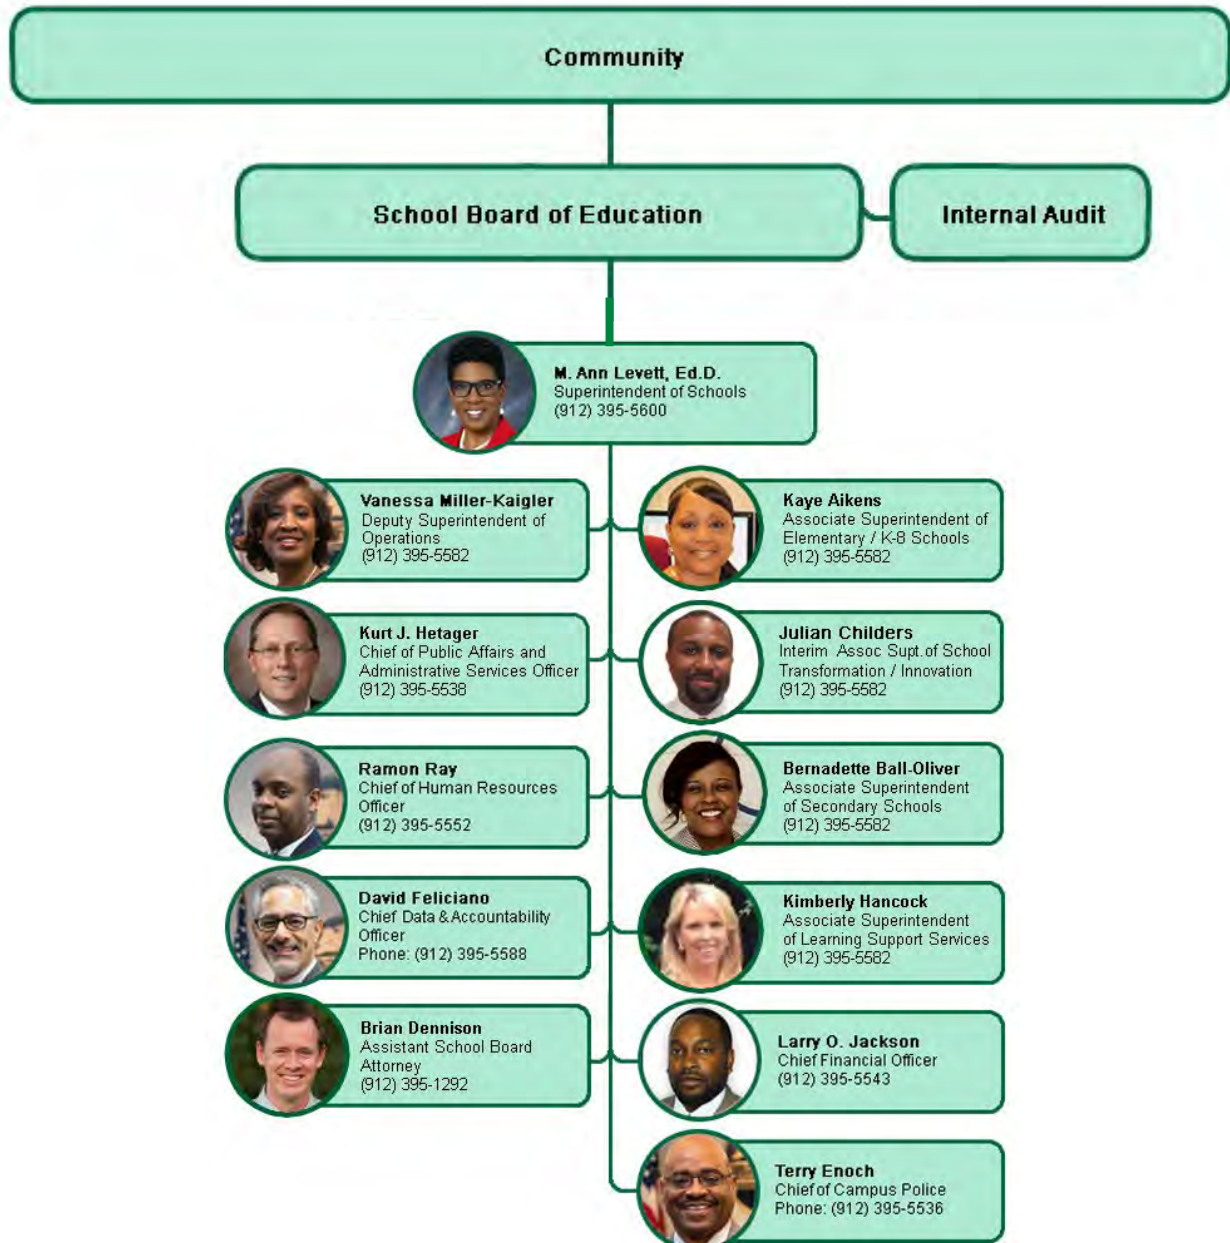 Community
School Board of Education
Internal Audit
M. Ann Levett, Ed.D.
Superintendent of Schools
(912) 395-5600
Vanessa Miller-Kaigler
Deputy Superintendent of
Operations
(912) 395-5582
Kaye Aikens
Associate Superintendent of
Elementary / K-8 Schools
(912) 395-5582
Kurt J. Hetager
Chief of Public Affairs and
Administrative Services Officer
(912) 395-5538
Julian Childers
Interim Assoc Supt. of School
Transformation / Innovation
(912) 395-5582
Ramon Ray
Chief of Human Resources
Officer
(912) 395-5552
Bernadette Ball-Oliver
Associate Superintendent
of Secondary Schools
(912) 395-5582
David Feliciano
Chief Data & Accountability
Officer
Phone: (912) 395-5588
Kimberly Hancock
Associate Superintendent
of Learning Support Services
(912) 395-5582
Brian Dennison
Assistant School Board
Attorney
(912) 395-1292
Larry O. Jackson
Chief Financial Officer
(912) 395-5543
Terry Enoch
Chief of Campus Police
Phone: (912) 395-5536